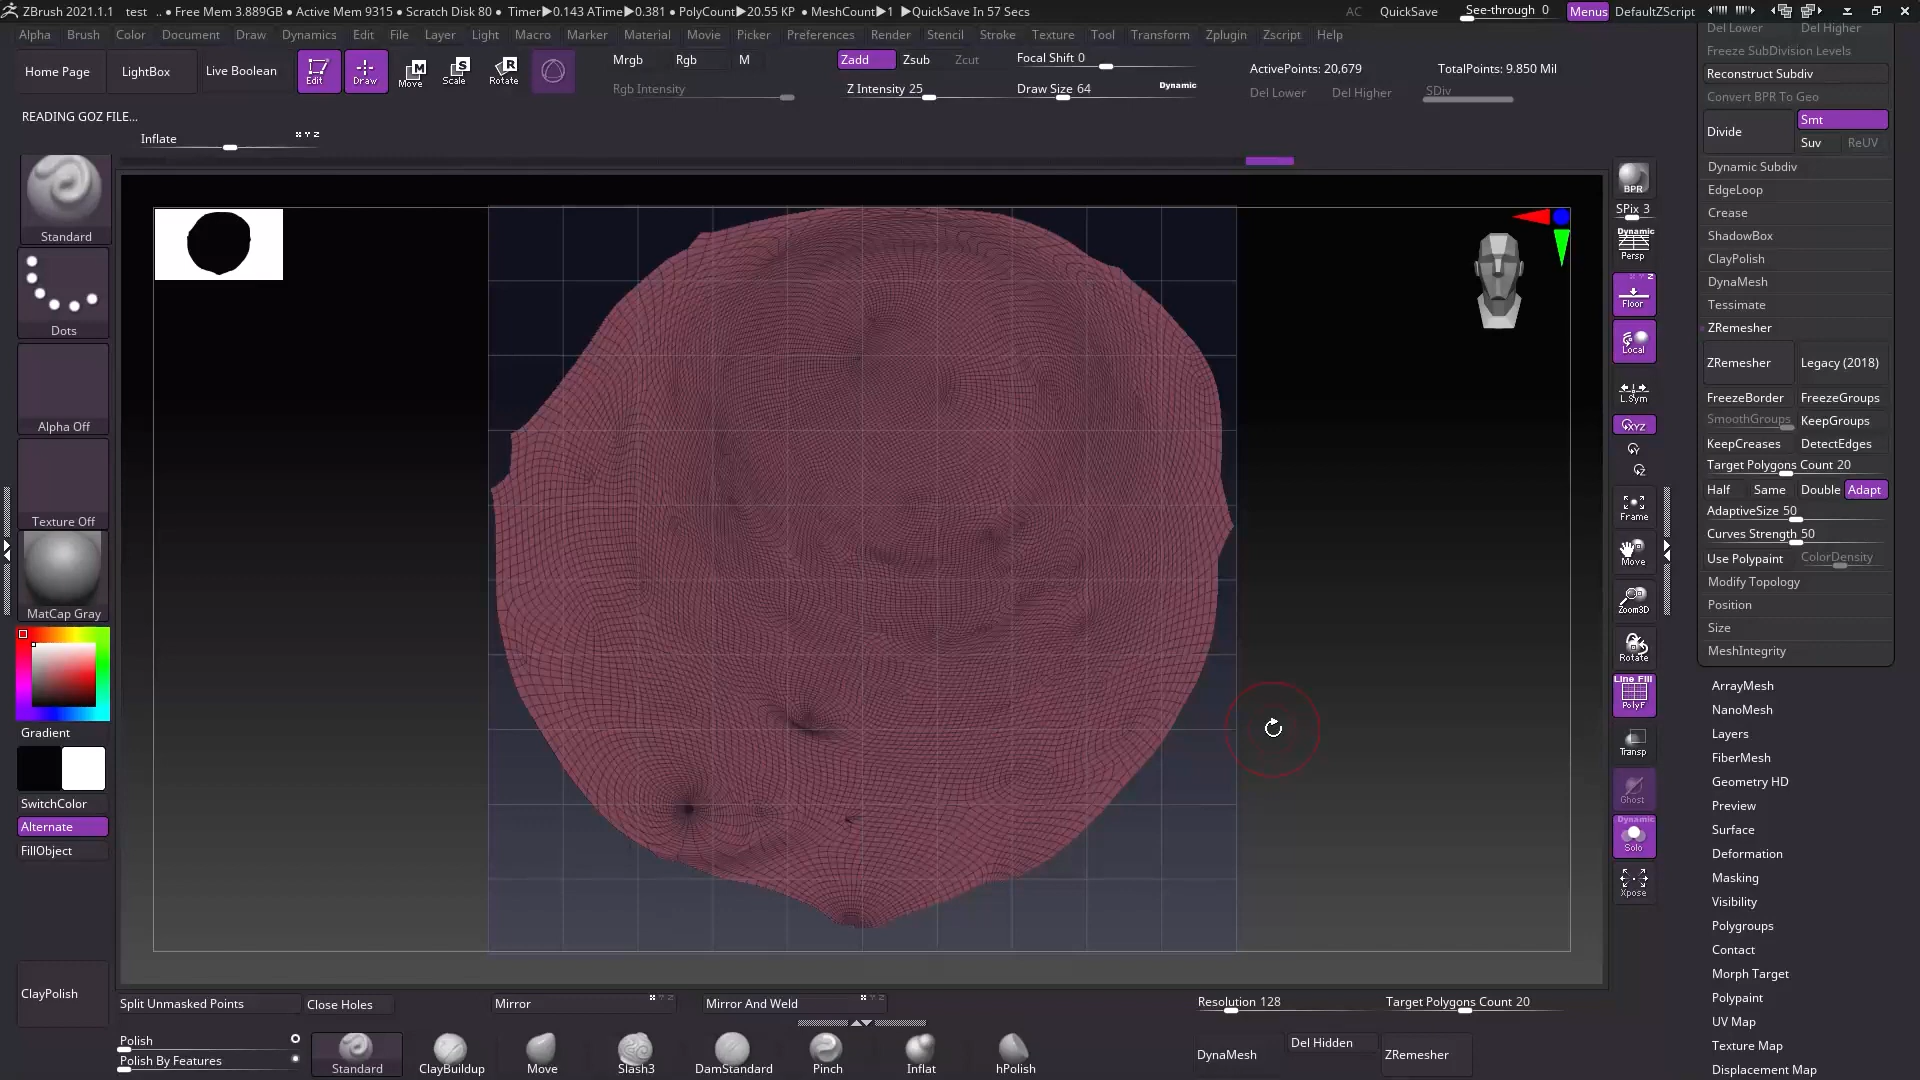 ZBrush 2021.1.1 test .. • Free Mem 3.889GB • Active Mem 9315 • Scratch Disk 80 • Timer▶0.143 ATime▶0.381 • PolyCount▶20.55 KP • MeshCount▶1 ▶QuickSave In 57 Secs AC QuickSave See-through 0 Menus DefaultZScript
Alpha Brush Color Document Draw Dynamics Edit File Layer Light Macro Marker Material Movie Picker Preferences Render Stencil Stroke Texture Tool Transform Zplugin Zscript Help
Home Page LightBox Live Boolean Edit Draw Move Scale Rotate
Mrgb Rgb M Zadd Zsub Zcut Focal Shift 0
Rgb Intensity Z Intensity 25 Draw Size 64 Dynamic
ActivePoints: 20,679 TotalPoints: 9.850 Mil
Del Lower Del Higher SDiv
READING GOZ FILE...
Inflate X Y Z
Standard
Dots
Alpha Off
Texture Off
MatCap Gray
Gradient
SwitchColor
Alternate
FillObject
ClayPolish
BPR
SPix 3
Dynamic
Persp
X Y Z
Floor
Local
L.Sym
XYZ
Y
Z
Frame
Move
Zoom3D
Rotate
Line Fill
PolyF
Transp
Ghost
Dynamic
Solo
Xpose
Del Lower Del Higher
Freeze SubDivision Levels
Reconstruct Subdiv
Convert BPR To Geo
Divide Smt
Suv ReUV
Dynamic Subdiv
EdgeLoop
Crease
ShadowBox
ClayPolish
DynaMesh
Tessimate
ZRemesher
ZRemesher Legacy (2018)
FreezeBorder FreezeGroups
SmoothGroups KeepGroups
KeepCreases DetectEdges
Target Polygons Count 20
Half Same Double Adapt
AdaptiveSize 50
Curves Strength 50
Use Polypaint ColorDensity
Modify Topology
Position
Size
MeshIntegrity
ArrayMesh
NanoMesh
Layers
FiberMesh
Geometry HD
Preview
Surface
Deformation
Masking
Visibility
Polygroups
Contact
Morph Target
Polypaint
UV Map
Texture Map
Displacement Map
Split Unmasked Points Close Holes Mirror X Y Z Mirror And Weld X Y Z Resolution 128 Target Polygons Count 20
Polish
Polish By Features
Standard ClayBuildup Move Slash3 DamStandard Pinch Inflat hPolish
DynaMesh Del Hidden ZRemesher